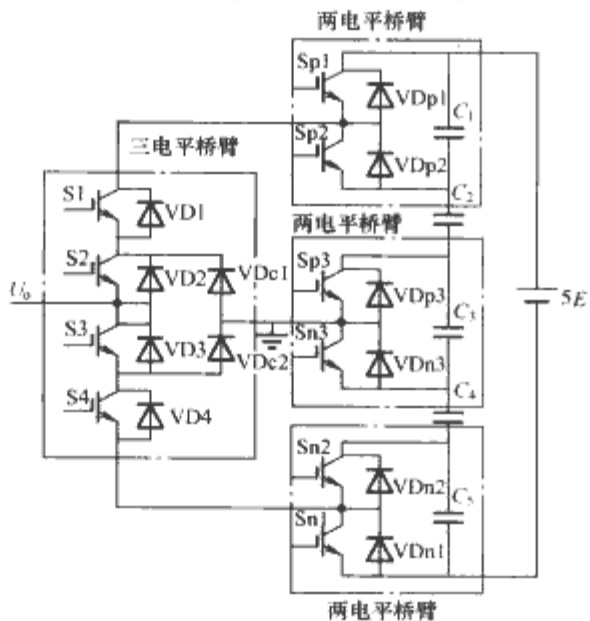 两电平桥臂
Sp1
VDp1
C1
Sp2
VDp2
三电平桥臂
C2
S1
VD1
两电平桥臂
S2
VD2
VDc1
Sp3
VDp3
U0
C3
5E
S3
VD3
VDc2
Sn3
VDn3
S4
VD4
C4
Sn2
VDn2
C5
Sn1
VDn1
两电平桥臂